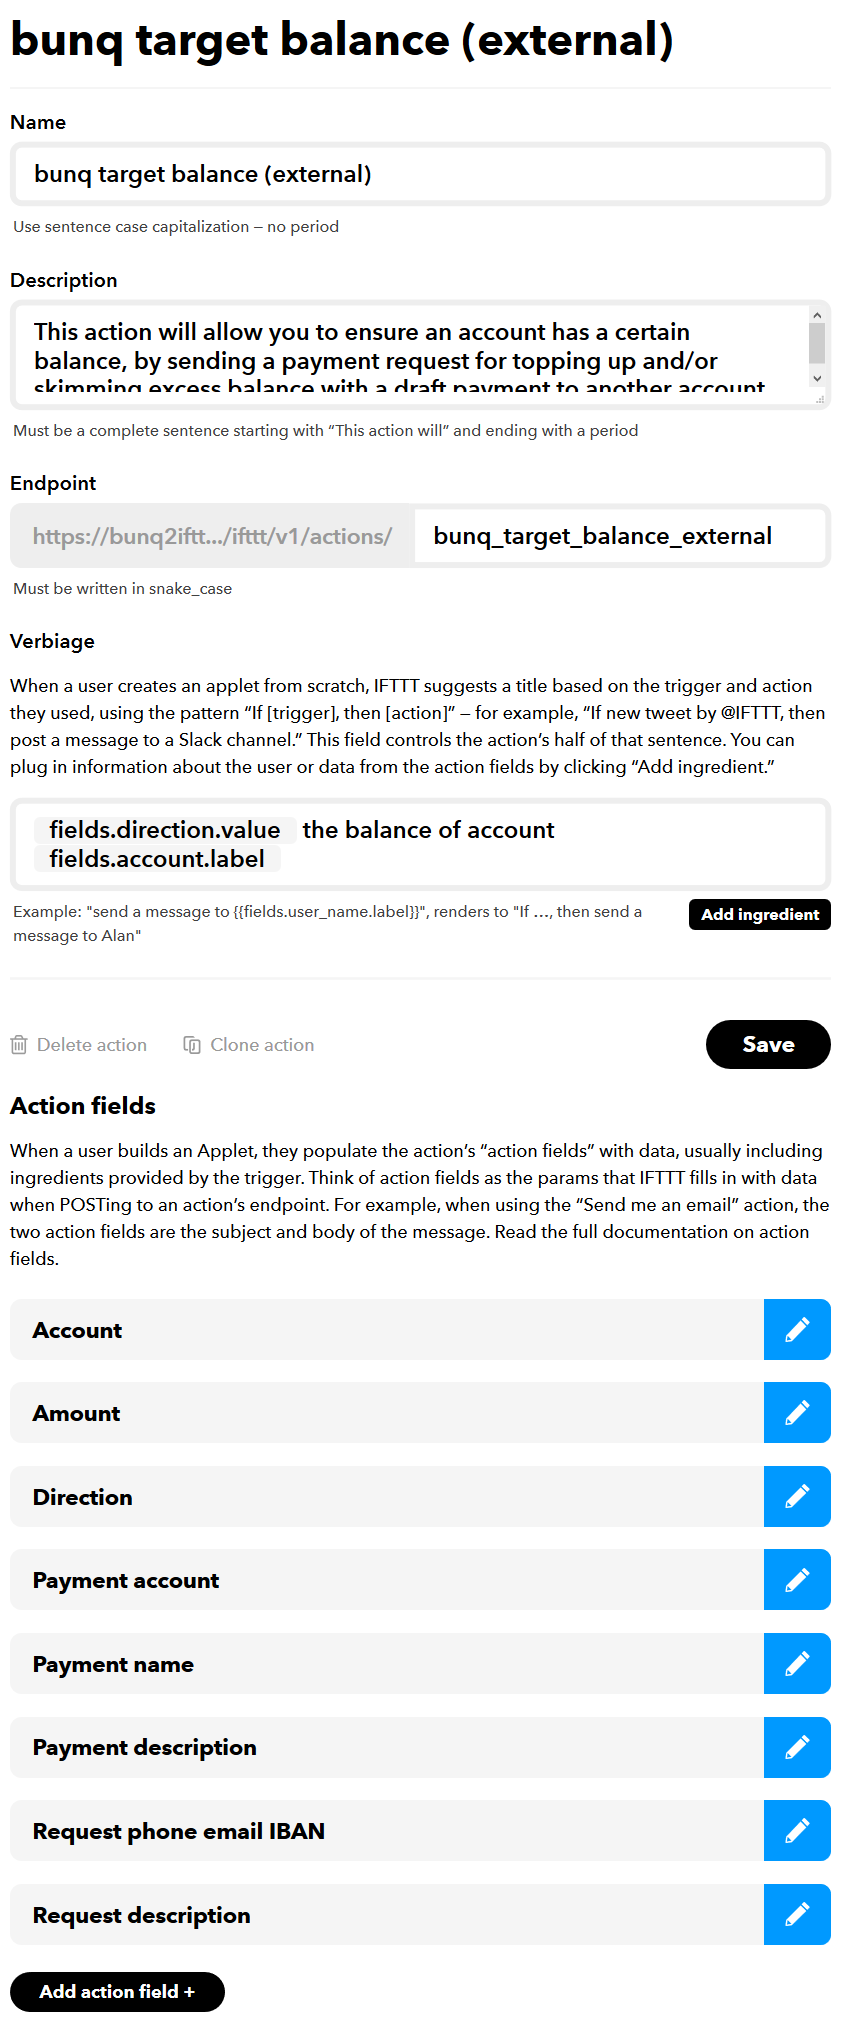 bunq target balance (external)
Name
bunq target balance (external)
Use sentence case capitalization – no period
Description
This action will allow you to ensure an account has a certain
balance, by sending a payment request for topping up and/or
skimming excess balance with a draft payment to another account
Must be a complete sentence starting with “This action will” and ending with a period
Endpoint
https://bunq2iftt.../ifttt/v1/actions/ bunq_target_balance_external
Must be written in snake_case
Verbiage
When a user creates an applet from scratch, IFTTT suggests a title based on the trigger and action
they used, using the pattern “If [trigger], then [action]” – for example, “If new tweet by @IFTTT, then
post a message to a Slack channel.” This field controls the action’s half of that sentence. You can
plug in information about the user or data from the action fields by clicking “Add ingredient.”
fields.direction.value the balance of account
fields.account.label
Example: "send a message to {{fields.user_name.label}}", renders to "If …, then send a
message to Alan"
Add ingredient
Delete action Clone action Save
Action fields
When a user builds an Applet, they populate the action’s “action fields” with data, usually including
ingredients provided by the trigger. Think of action fields as the params that IFTTT fills in with data
when POSTing to an action’s endpoint. For example, when using the “Send me an email” action, the
two action fields are the subject and body of the message. Read the full documentation on action
fields.
Account
Amount
Direction
Payment account
Payment name
Payment description
Request phone email IBAN
Request description
Add action field +